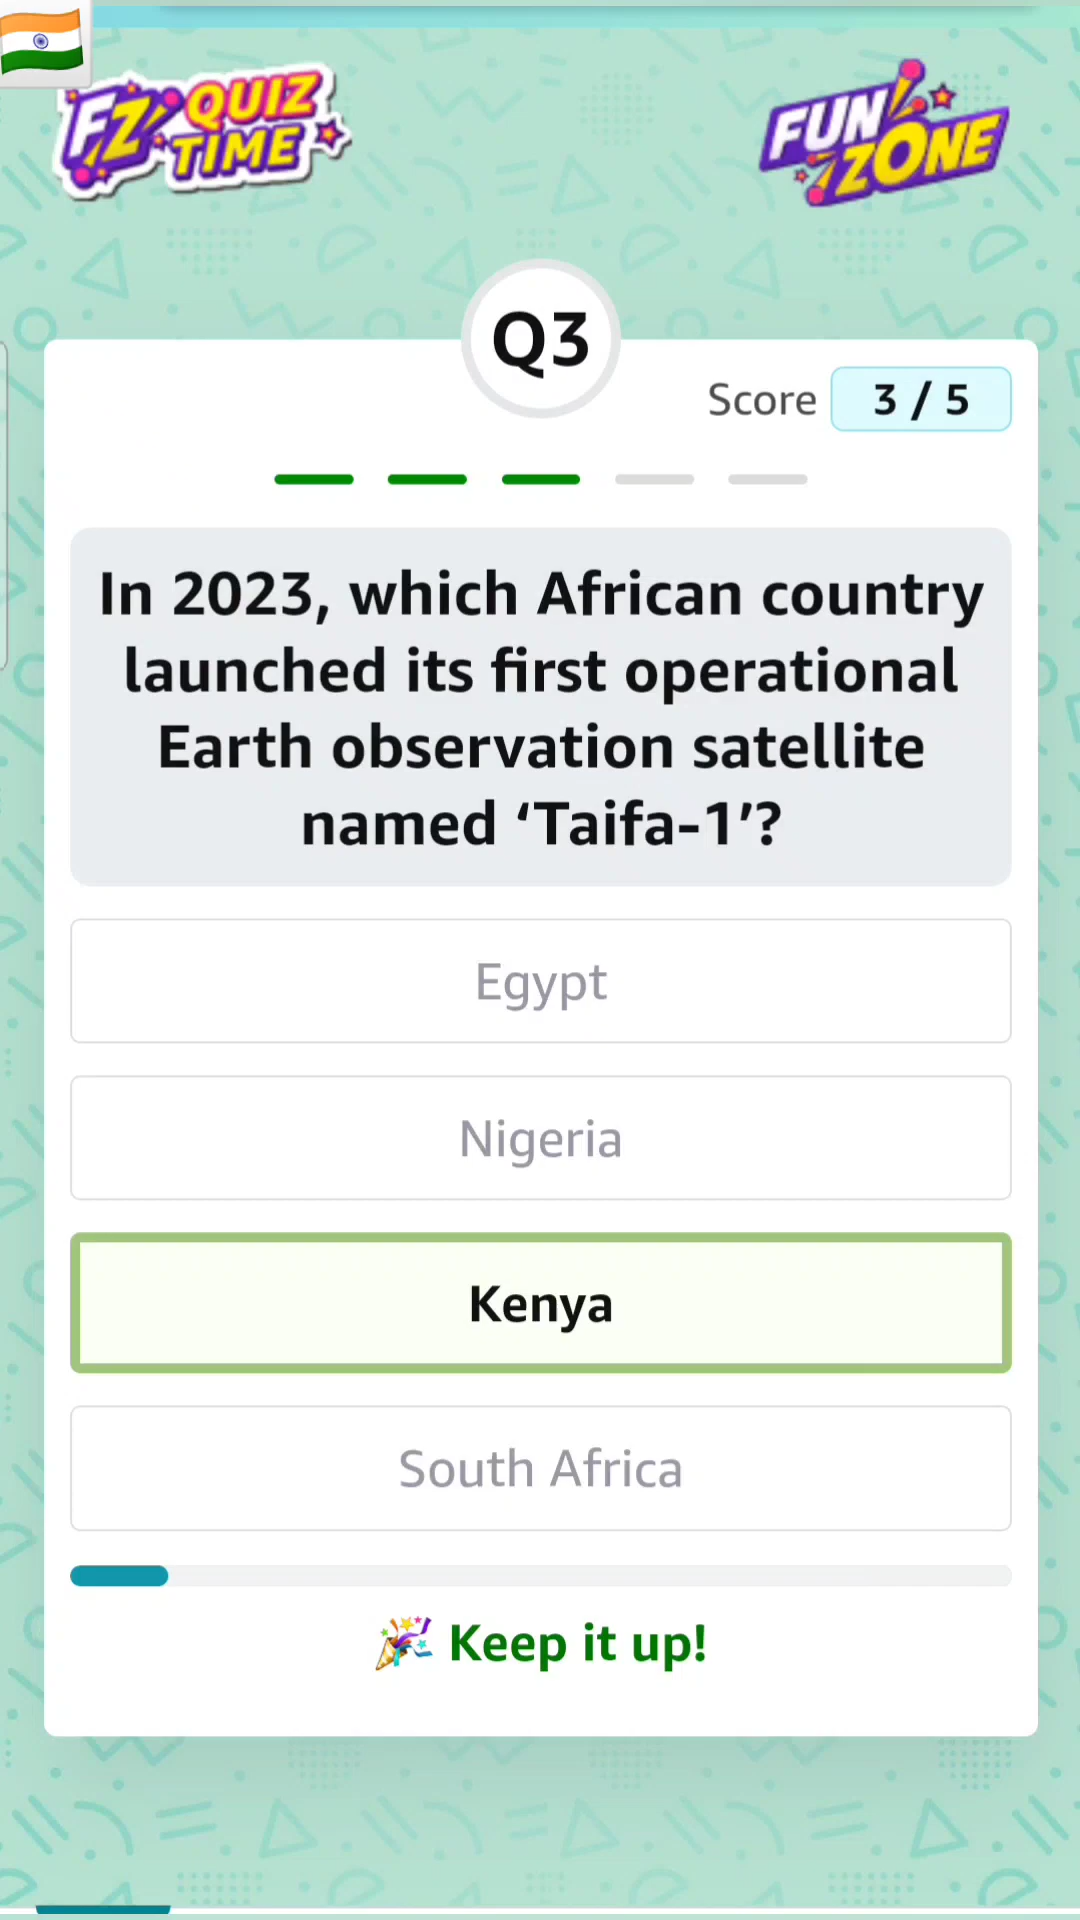 FZ QUIZ
TIME
FUN
ZONE
Q3
Score 3 / 5
In 2023, which African country
launched its first operational
Earth observation satellite
named ‘Taifa-1’?
Egypt
Nigeria
Kenya
South Africa
🎉 Keep it up!